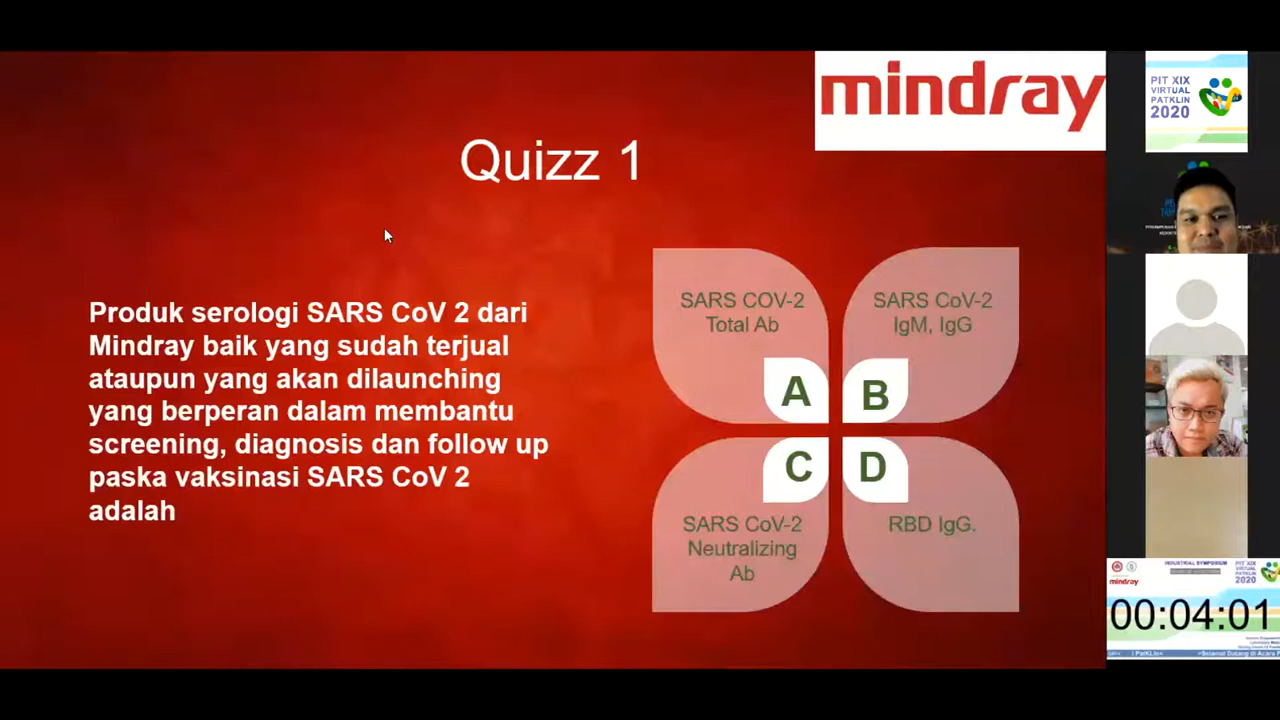 mindray
Quizz 1
Produk serologi SARS CoV 2 dari
Mindray baik yang sudah terjual
ataupun yang akan dilaunching
yang berperan dalam membantu
screening, diagnosis dan follow up
paska vaksinasi SARS CoV 2
adalah
SARS COV-2
Total Ab
A
SARS CoV-2
IgM, IgG
B
C
SARS CoV-2
Neutralizing
Ab
D
RBD IgG.
PIT XIX
VIRTUAL
PATKLIN
2020
INDUSTRIAL SYMPOSIUM
PIT XIX
VIRTUAL
PATKLIN
2020
mindray
00:04:01